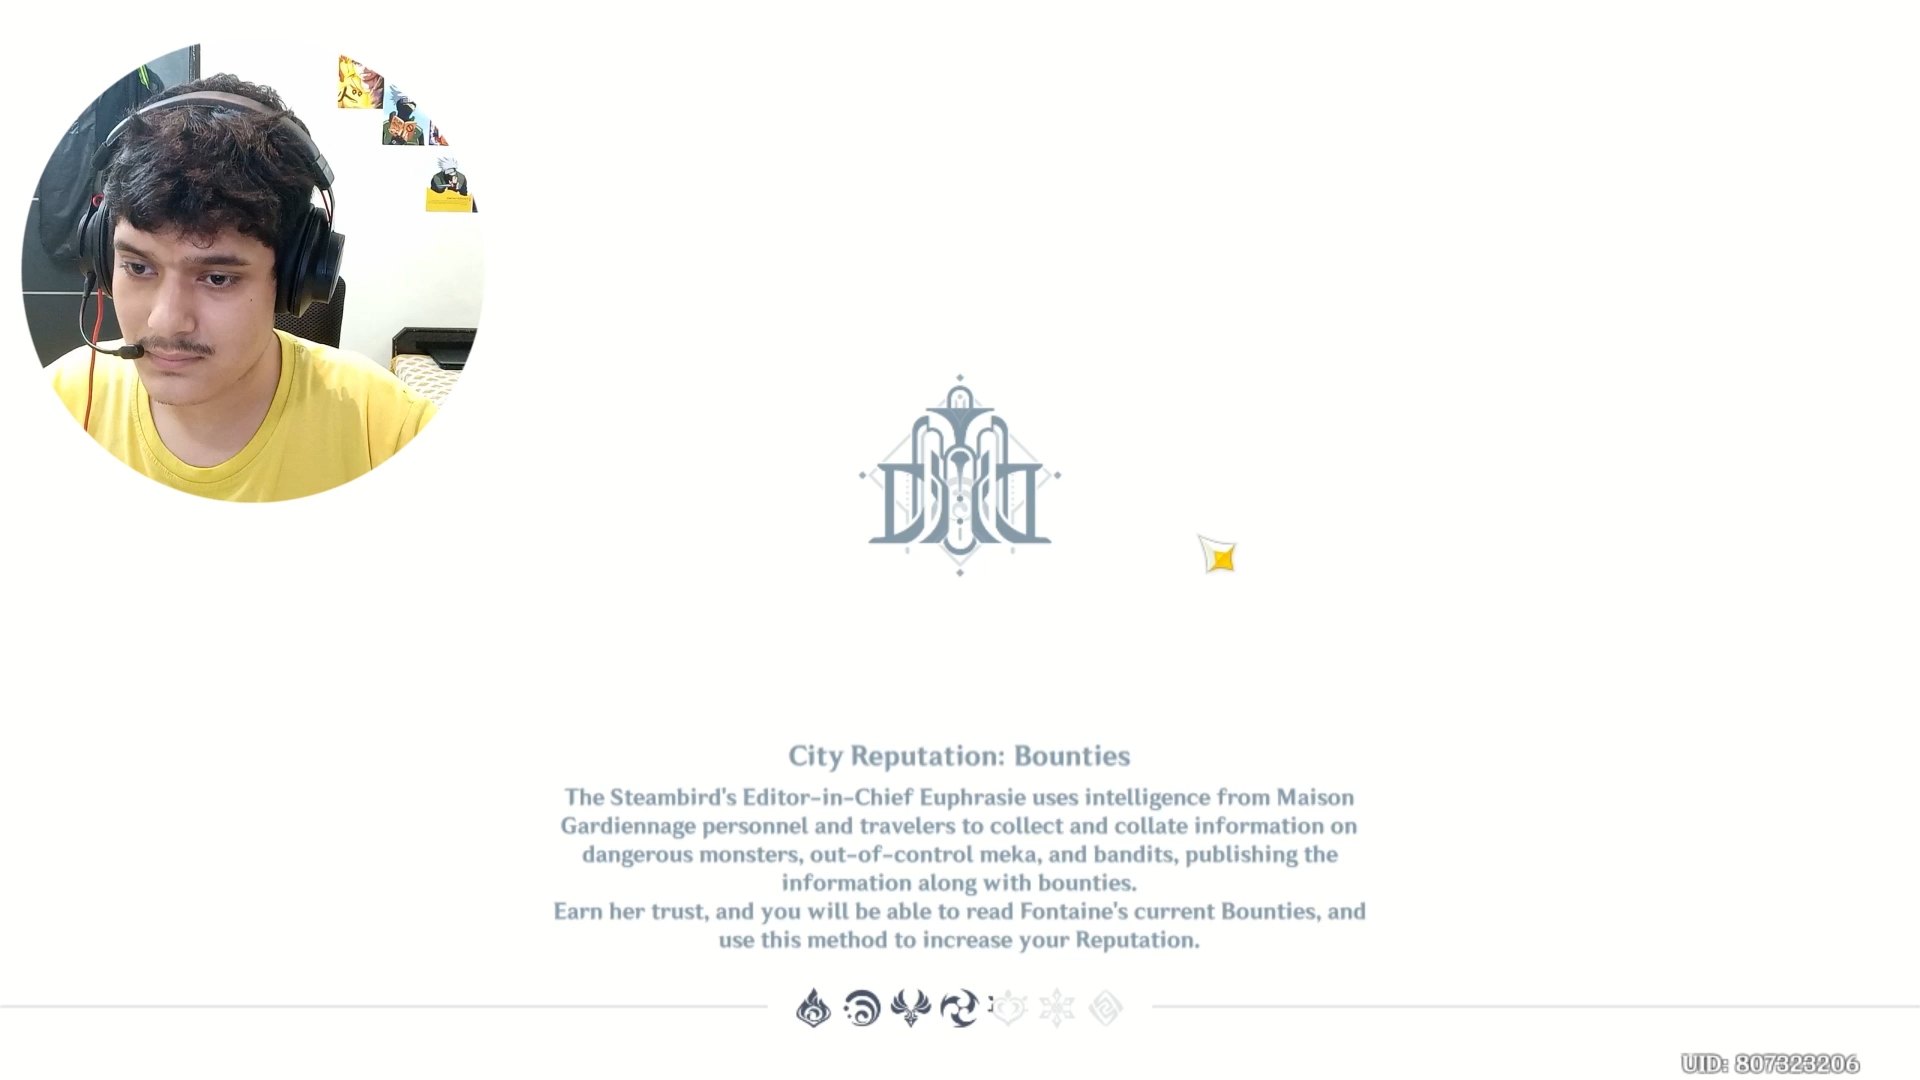 City Reputation: Bounties
The Steambird's Editor-in-Chief Euphrasie uses intelligence from Maison
Gardiennage personnel and travelers to collect and collate information on
dangerous monsters, out-of-control meka, and bandits, publishing the
information along with bounties.
Earn her trust, and you will be able to read Fontaine's current Bounties, and
use this method to increase your Reputation.
UID: 807323206